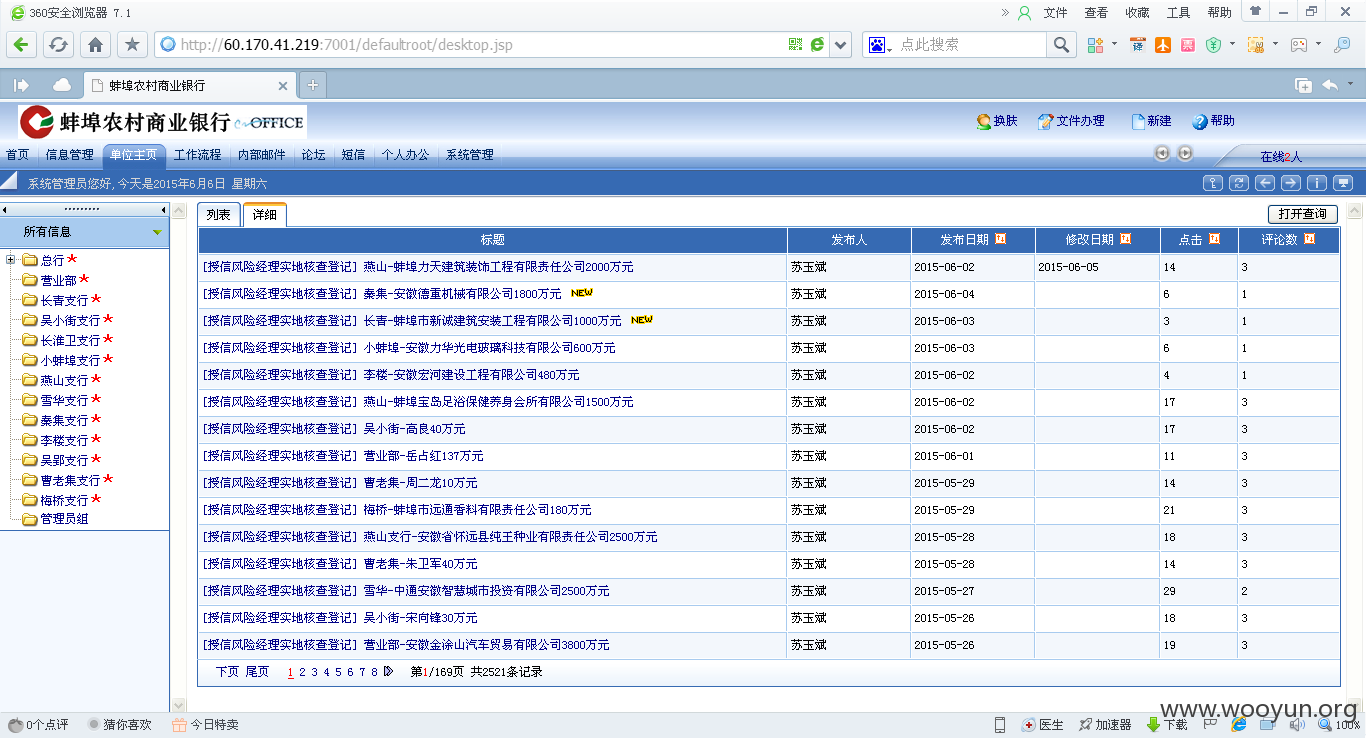 360安全浏览器 7.1
» 文件 查看 收藏 工具 帮助
http://60.170.41.219:7001/defaultroot/desktop.jsp
点此搜索
蚌埠农村商业银行
蚌埠农村商业银行 e-OFFICE
换肤 文件办理 新建 帮助
首页 信息管理 单位主页 工作流程 内部邮件 论坛 短信 个人办公 系统管理
在线2人
系统管理员您好,今天是2015年6月6日 星期六
所有信息
总行*
营业部*
长青支行*
吴小街支行*
长淮卫支行*
小蚌埠支行*
燕山支行*
雪华支行*
秦集支行*
李楼支行*
吴郢支行*
曹老集支行*
梅桥支行*
管理员组
列表 详细 打开查询
标题 发布人 发布日期 修改日期 点击 评论数
[授信风险经理实地核查登记] 燕山-蚌埠力天建筑装饰工程有限责任公司2000万元 苏玉斌 2015-06-02 2015-06-05 14 3
[授信风险经理实地核查登记] 秦集-安徽德重机械有限公司1800万元 NEW 苏玉斌 2015-06-04 6 1
[授信风险经理实地核查登记] 长青-蚌埠市新诚建筑安装工程有限公司1000万元 NEW 苏玉斌 2015-06-03 3 1
[授信风险经理实地核查登记] 小蚌埠-安徽力华光电玻璃科技有限公司600万元 苏玉斌 2015-06-03 6 1
[授信风险经理实地核查登记] 李楼-安徽宏河建设工程有限公司480万元 苏玉斌 2015-06-02 4 1
[授信风险经理实地核查登记] 燕山-蚌埠宝岛足浴保健养身会所有限公司1500万元 苏玉斌 2015-06-02 17 3
[授信风险经理实地核查登记] 吴小街-高良40万元 苏玉斌 2015-06-02 17 3
[授信风险经理实地核查登记] 营业部-岳占红137万元 苏玉斌 2015-06-01 11 3
[授信风险经理实地核查登记] 曹老集-周二龙10万元 苏玉斌 2015-05-29 14 3
[授信风险经理实地核查登记] 梅桥-蚌埠市远通香料有限责任公司180万元 苏玉斌 2015-05-29 21 3
[授信风险经理实地核查登记] 燕山支行-安徽省怀远县纯王种业有限责任公司2500万元 苏玉斌 2015-05-28 18 3
[授信风险经理实地核查登记] 曹老集-朱卫军40万元 苏玉斌 2015-05-28 14 3
[授信风险经理实地核查登记] 雪华-中通安徽智慧城市投资有限公司2500万元 苏玉斌 2015-05-27 29 2
[授信风险经理实地核查登记] 吴小街-宋向锋30万元 苏玉斌 2015-05-26 18 3
[授信风险经理实地核查登记] 营业部-安徽金涂山汽车贸易有限公司3800万元 苏玉斌 2015-05-26 19 3
下页 尾页 1 2 3 4 5 6 7 8 第1/169页 共2521条记录
www.wooyun.org
0个点评 猜你喜欢 今日特卖 医生 加速器 下载 100%